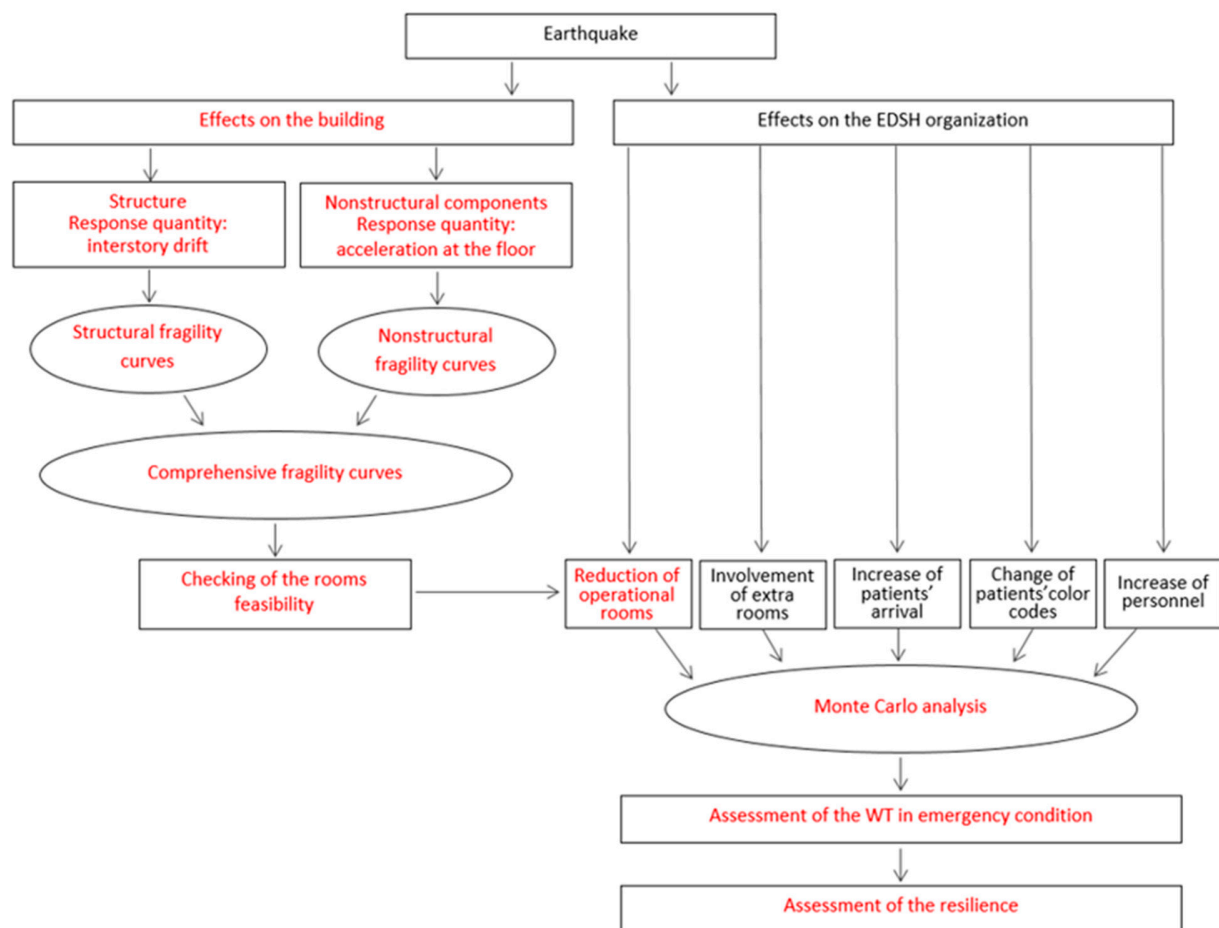 Earthquake
Effects on the building
Effects on the EDSH organization
Structure
Response quantity:
interstory drift
Nonstructural components
Response quantity:
acceleration at the floor
Structural fragility
curves
Nonstructural
fragility curves
Comprehensive fragility curves
Checking of the rooms
feasibility
Reduction of
operational
rooms
Involvement
of extra
rooms
Increase of
patients'
arrival
Change of
patients'color
codes
Increase of
personnel
Monte Carlo analysis
Assessment of the WT in emergency condition
Assessment of the resilience